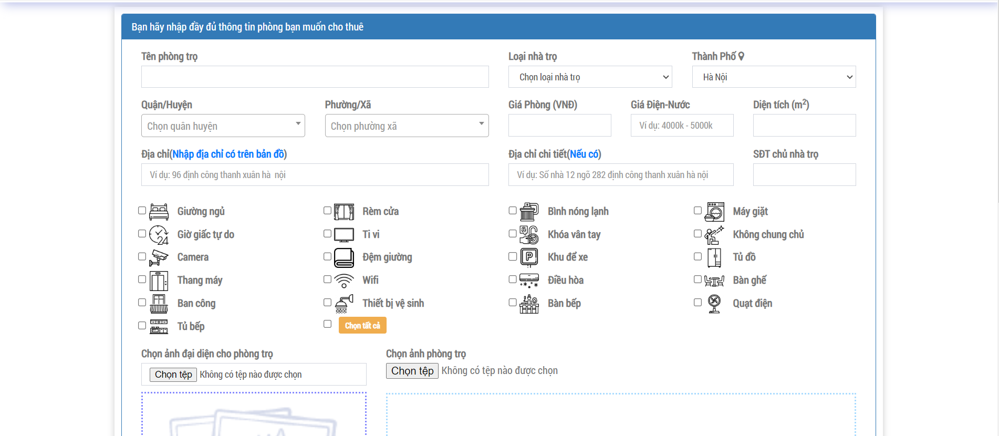 Bạn hãy nhập đầy đủ thông tin phòng bạn muốn cho thuê
Tên phòng trọ
Loại nhà trọ
Thành Phố
Chọn loại nhà trọ
Hà Nội
Quận/Huyện
Phường/Xã
Giá Phòng (VNĐ)
Giá Điện-Nước
Diện tích (m²)
Chọn quân huyện
Chọn phường xã
Ví dụ: 4000k - 5000k
Địa chỉ(Nhập địa chỉ có trên bản đồ)
Địa chỉ chi tiết(Nếu có)
SĐT chủ nhà trọ
Ví dụ: 96 định công thanh xuân hà  nội
Ví dụ: Số nhà 12 ngõ 282 định công thanh xuân hà nội
Giường ngủ
Rèm cửa
Bình nóng lạnh
Máy giặt
24
Giờ giấc tự do
Ti vi
Khóa vân tay
Không chung chủ
Camera
Đệm giường
P
Khu để xe
Tủ đồ
Thang máy
Wifi
Điều hòa
Bàn ghế
Ban công
Thiết bị vệ sinh
Bàn bếp
Quạt điện
Tủ bếp
Chọn tất cả
Chọn ảnh đại diện cho phòng trọ
Chọn ảnh phòng trọ
Chọn tệp Không có tệp nào được chọn
Chọn tệp Không có tệp nào được chọn